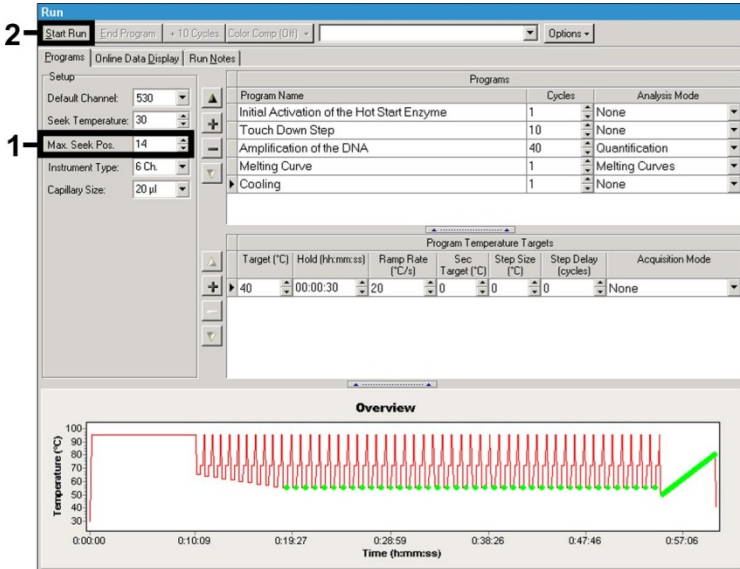 Run
2
Start Run End Program +10 Cycles Color Comp (Off) Options
Programs Online Data Display Run Notes
Setup
Default Channel: 530
Seek Temperature: 30
1
Max. Seek Pos. 14
Instrument Type: 6 Ch.
Capillary Size: 20 µl
Programs
Program Name Cycles Analysis Mode
Initial Activation of the Hot Start Enzyme 1 None
Touch Down Step 10 None
Amplification of the DNA 40 Quantification
Melting Curve 1 Melting Curves
Cooling 1 None
Program Temperature Targets
Target (°C) Hold (hh:mm:ss) Ramp Rate (°C/s) Sec Target (°C) Step Size (°C) Step Delay (cycles) Acquisition Mode
40 00:00:30 20 0 0 0 None
Overview
Temperature (°C)
100
90
80
70
60
50
40
30
0:00:00 0:10:09 0:19:27 0:28:59 0:38:26 0:47:46 0:57:06
Time (h:mm:ss)